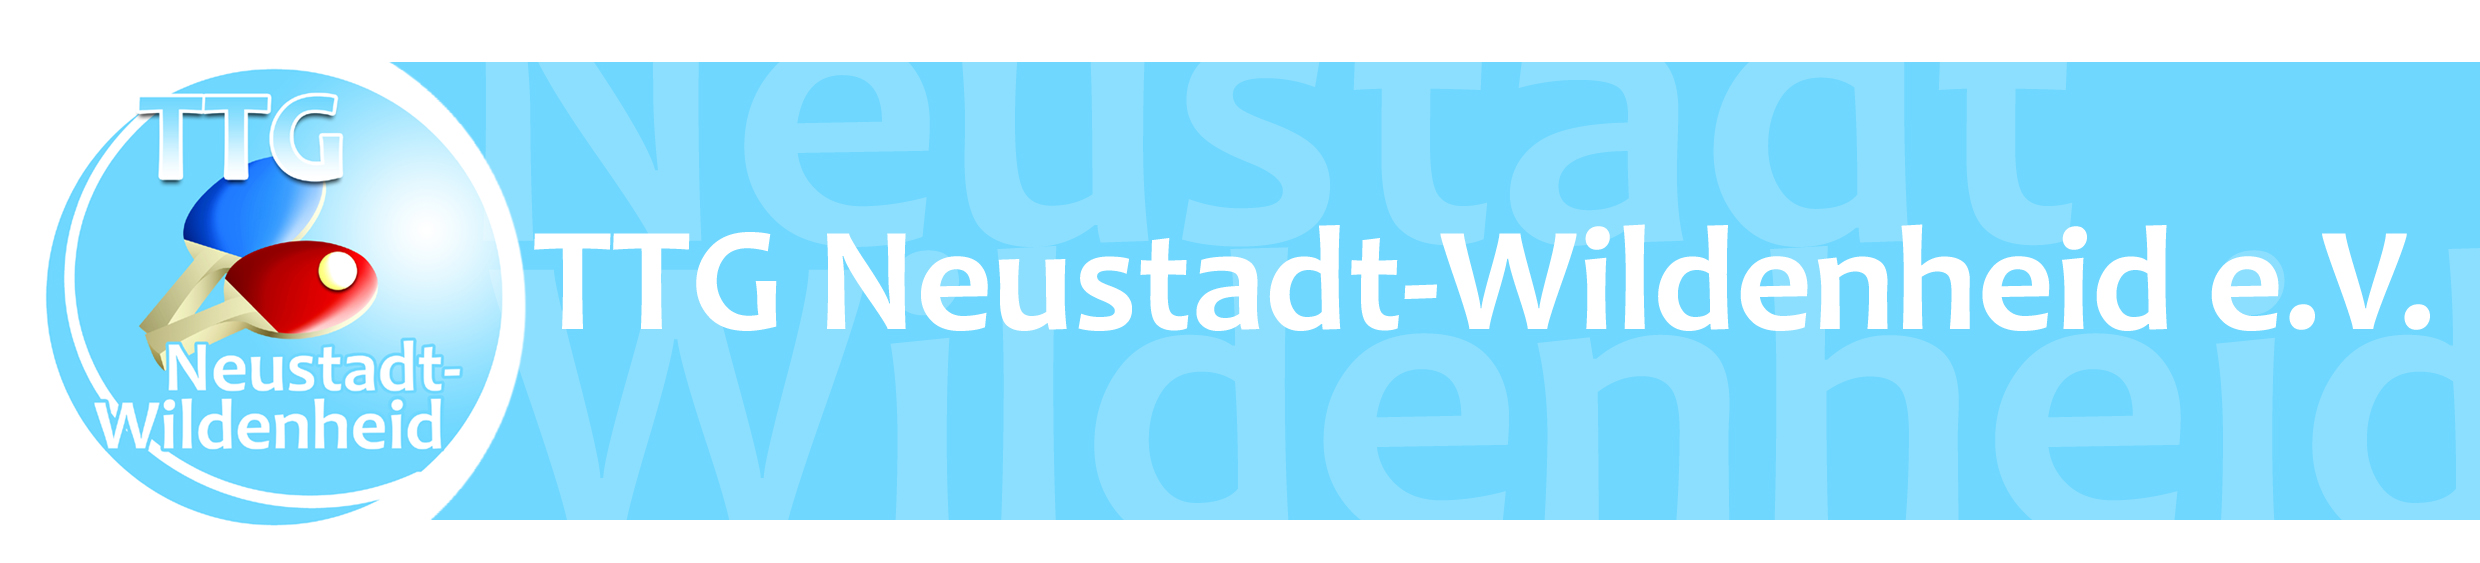 TTG
Neustadt-
Wildenheid
Neustadt
TTG Neustadt-Wildenheid e.V.
Wildenheid